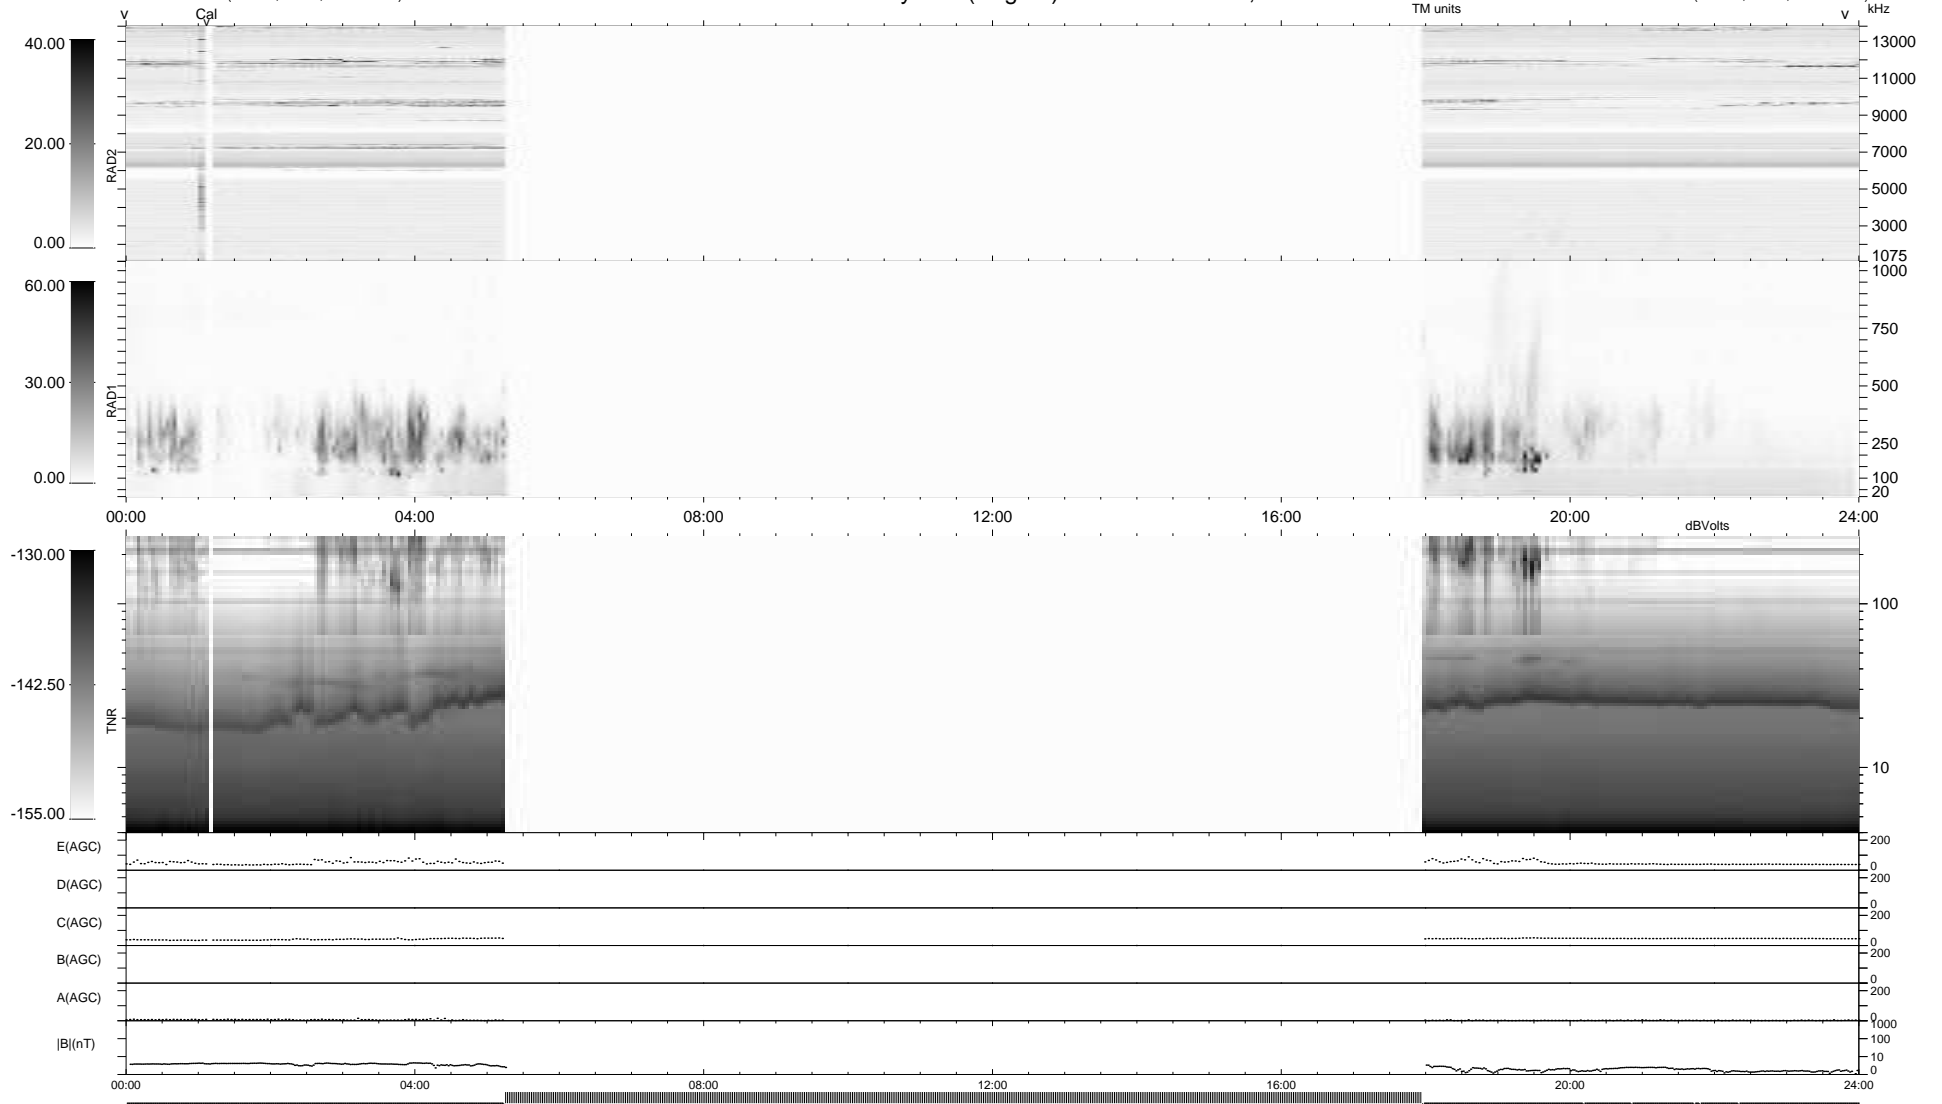 v Cal TM units v kHz
v
40.00
20.00
0.00
RAD2
13000
11000
9000
7000
5000
3000
1075
60.00
30.00
0.00
RAD1
1000
750
500
250
100
20
00:00 04:00 08:00 12:00 16:00 20:00 24:00
dBVolts
-130.00
-142.50
-155.00
TNR
100
10
E(AGC) 200
0
D(AGC) 200
0
C(AGC) 200
0
B(AGC) 200
0
A(AGC) 200
0
|B|(nT) 1000
100
10
0
00:00 04:00 08:00 12:00 16:00 20:00 24:00